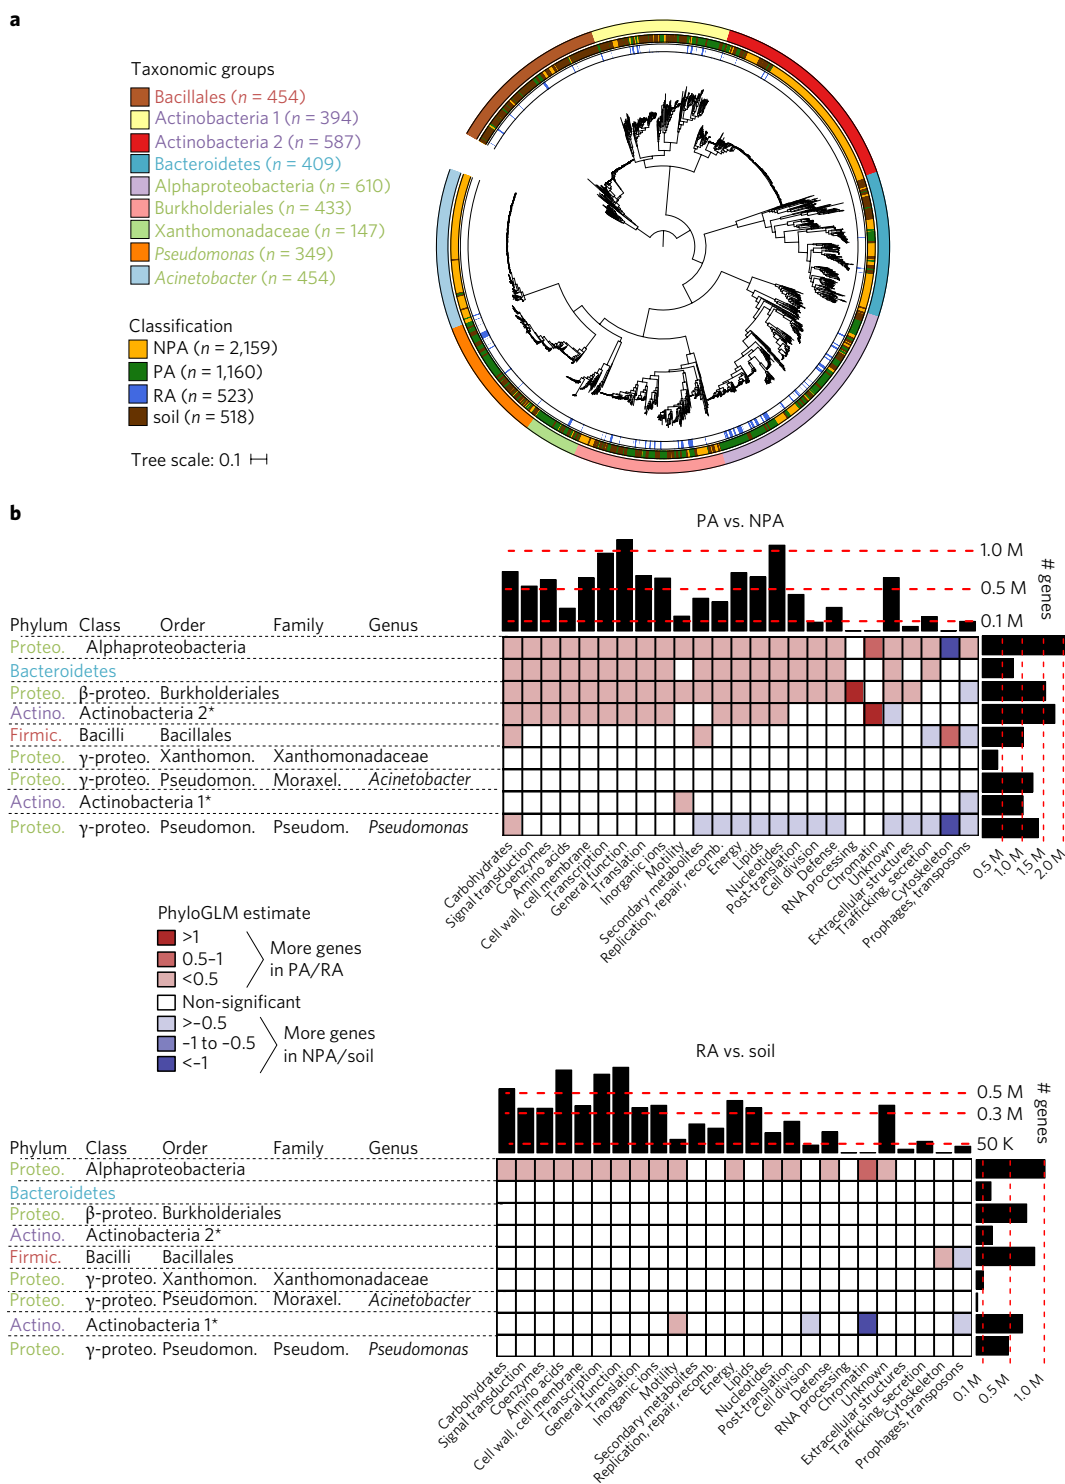 a
Taxonomic groups
Bacillales (n = 454)
Actinobacteria 1 (n = 394)
Actinobacteria 2 (n = 587)
Bacteroidetes (n = 409)
Alphaproteobacteria (n = 610)
Burkholderiales (n = 433)
Xanthomonadaceae (n = 147)
Pseudomonas (n = 349)
Acinetobacter (n = 454)
Classification
NPA (n = 2,159)
PA (n = 1,160)
RA (n = 523)
soil (n = 518)
Tree scale: 0.1
b
PA vs. NPA
1.0 M
0.5 M
0.1 M
# genes
Phylum Class Order Family Genus
Proteo. Alphaproteobacteria
Bacteroidetes
Proteo. β-proteo. Burkholderiales
Actino. Actinobacteria 2*
Firmic. Bacilli Bacillales
Proteo. γ-proteo. Xanthomon. Xanthomonadaceae
Proteo. γ-proteo. Pseudomon. Moraxel. Acinetobacter
Actino. Actinobacteria 1*
Proteo. γ-proteo. Pseudomon. Pseudom. Pseudomonas
Carbohydrates
Signal transduction
Coenzymes
Amino acids
Cell wall, cell membrane
Transcription
General function
Translation
Inorganic ions
Motility
Secondary metabolites
Replication, repair, recomb.
Energy
Lipids
Nucleotides
Post-translation
Cell division
Defense
RNA processing
Chromatin
Unknown
Extracellular structures
Trafficking, secretion
Cytoskeleton
Prophages, transposons
0.5 M
1.0 M
1.5 M
2.0 M
PhyloGLM estimate
>1
0.5–1
<0.5
More genes
in PA/RA
Non-significant
>–0.5
–1 to –0.5
<–1
More genes
in NPA/soil
RA vs. soil
0.5 M
0.3 M
50 K
# genes
Phylum Class Order Family Genus
Proteo. Alphaproteobacteria
Bacteroidetes
Proteo. β-proteo. Burkholderiales
Actino. Actinobacteria 2*
Firmic. Bacilli Bacillales
Proteo. γ-proteo. Xanthomon. Xanthomonadaceae
Proteo. γ-proteo. Pseudomon. Moraxel. Acinetobacter
Actino. Actinobacteria 1*
Proteo. γ-proteo. Pseudomon. Pseudom. Pseudomonas
Carbohydrates
Signal transduction
Coenzymes
Amino acids
Cell wall, cell membrane
Transcription
General function
Translation
Inorganic ions
Motility
Secondary metabolites
Replication, repair, recomb.
Energy
Lipids
Nucleotides
Post-translation
Cell division
Defense
RNA processing
Chromatin
Unknown
Extracellular structures
Trafficking, secretion
Cytoskeleton
Prophages, transposons
0.1 M
0.5 M
1.0 M